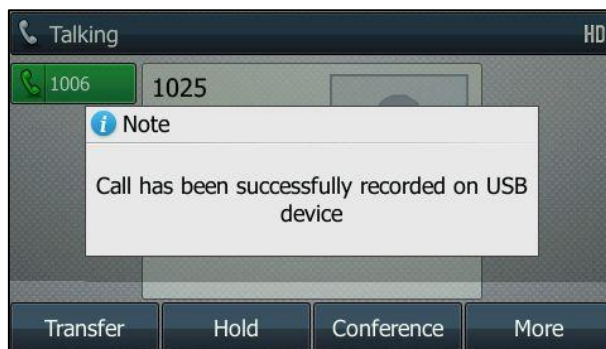 Talking
HD
1006
1025
Note
Call has been successfully recorded on USB
device
Transfer
Hold
Conference
More